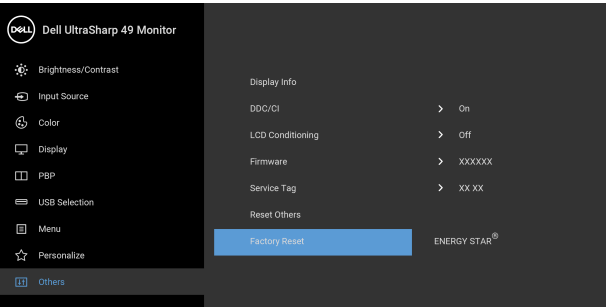 DELL Dell UltraSharp 49 Monitor
Brightness/Contrast
Input Source
Color
Display
PBP
USB Selection
Menu
Personalize
Others
Display Info
DDC/CI > On
LCD Conditioning > Off
Firmware > XXXXXX
Service Tag > XX XX
Reset Others
Factory Reset ENERGY STAR®